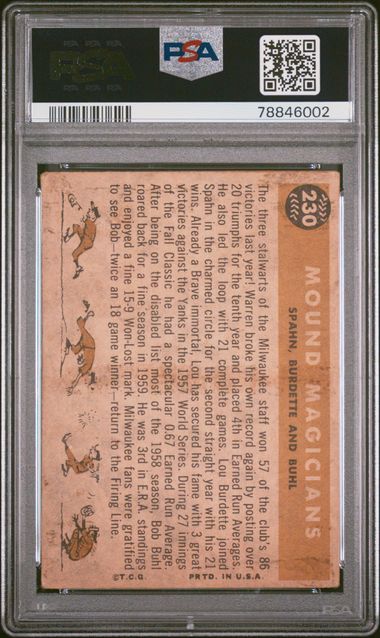 PSA
PSA
78846002
230
MOUND MAGICIANS
SPAHN, BURDETTE AND BUHL
The three stalwarts of the Milwaukee staff won 57 of the club's 86
victories last year! Warren broke his own record again by posting over
20 triumphs for the tenth year and placed 4th in Earned Run Averages.
He also led the loop with 21 complete games. Lou Burdette joined
Spahn in the charmed circle for the second straight year with his 21
wins. Already a Brave immortal, Lou has secured his fame with 3 great
victories against the Yanks in the 1957 World Series. During 27 innings
of the Fall Classic he had a spectacular 0.67 Earned Run Average.
After being on the disabled list most of the 1958 season, Bob Buhl
roared back for a fine season in 1959. He was 3rd in E.R.A. standings
and enjoyed a fine 15-9 Won-Lost mark. Milwaukee fans were gratified
to see Bob—twice an 18 game winner—return to the Firing Line.
©T.C.G. PRTD. IN U.S.A.
PSA